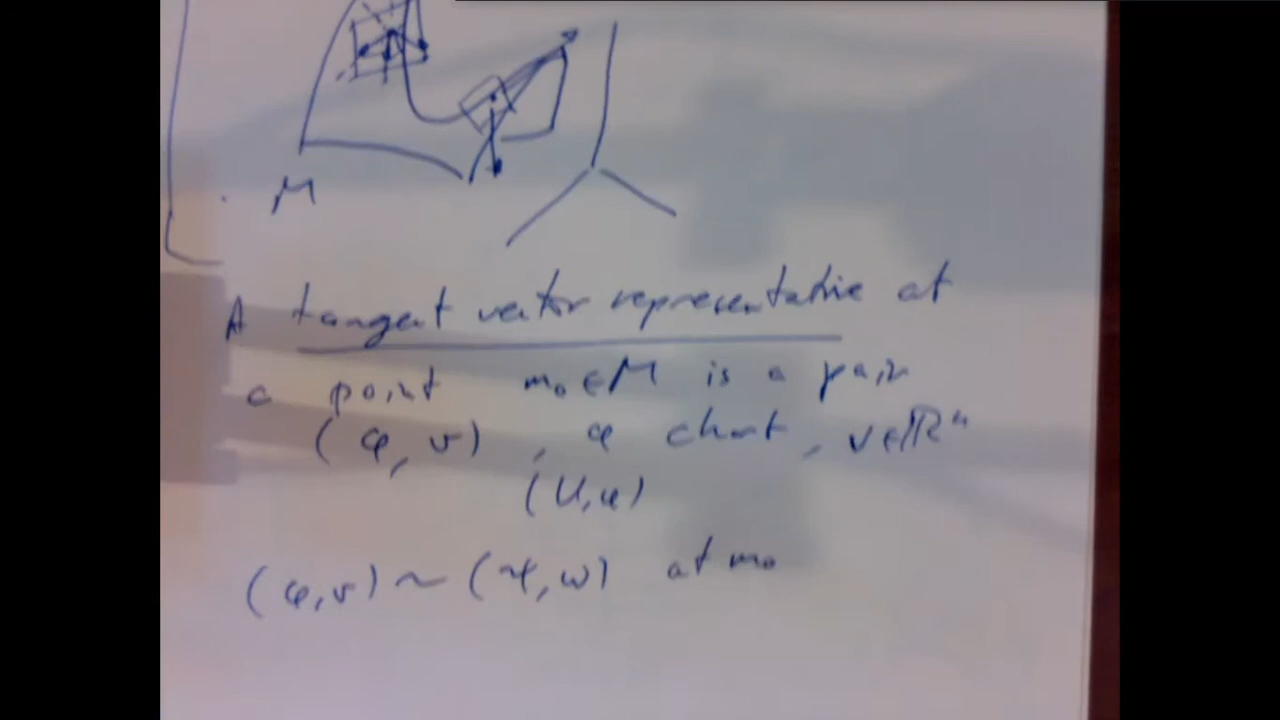 M
A tangent vector representative at
a point m₀∈M is a pair
(φ, v), φ chart, v∈ℝⁿ
(U,φ)
(φ,v) ~ (ψ,w) at m₀